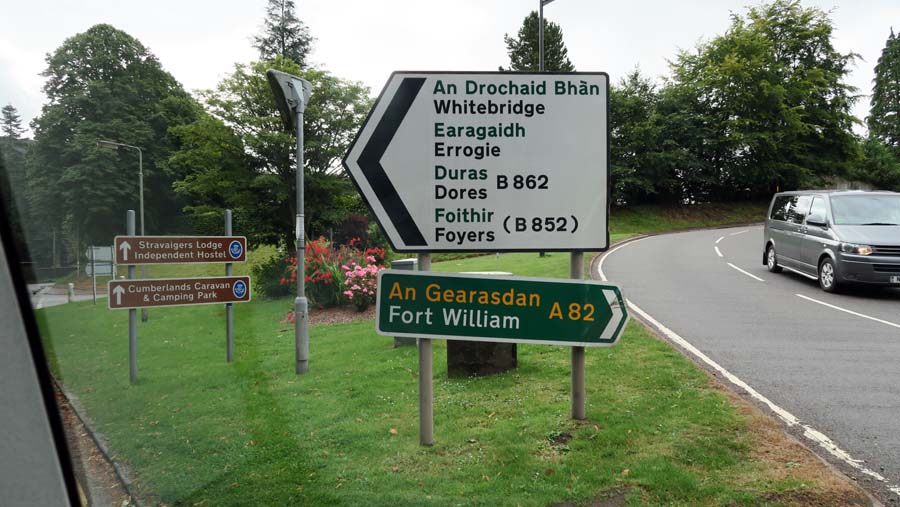 An Drochaid Bhàn
Whitebridge
Earagaidh
Errogie
Duras
Dores B 862
Foithir
Foyers (B 852)
An Gearasdan
Fort William A 82
Stravaigers Lodge
Independent Hostel
Cumberlands Caravan
& Camping Park